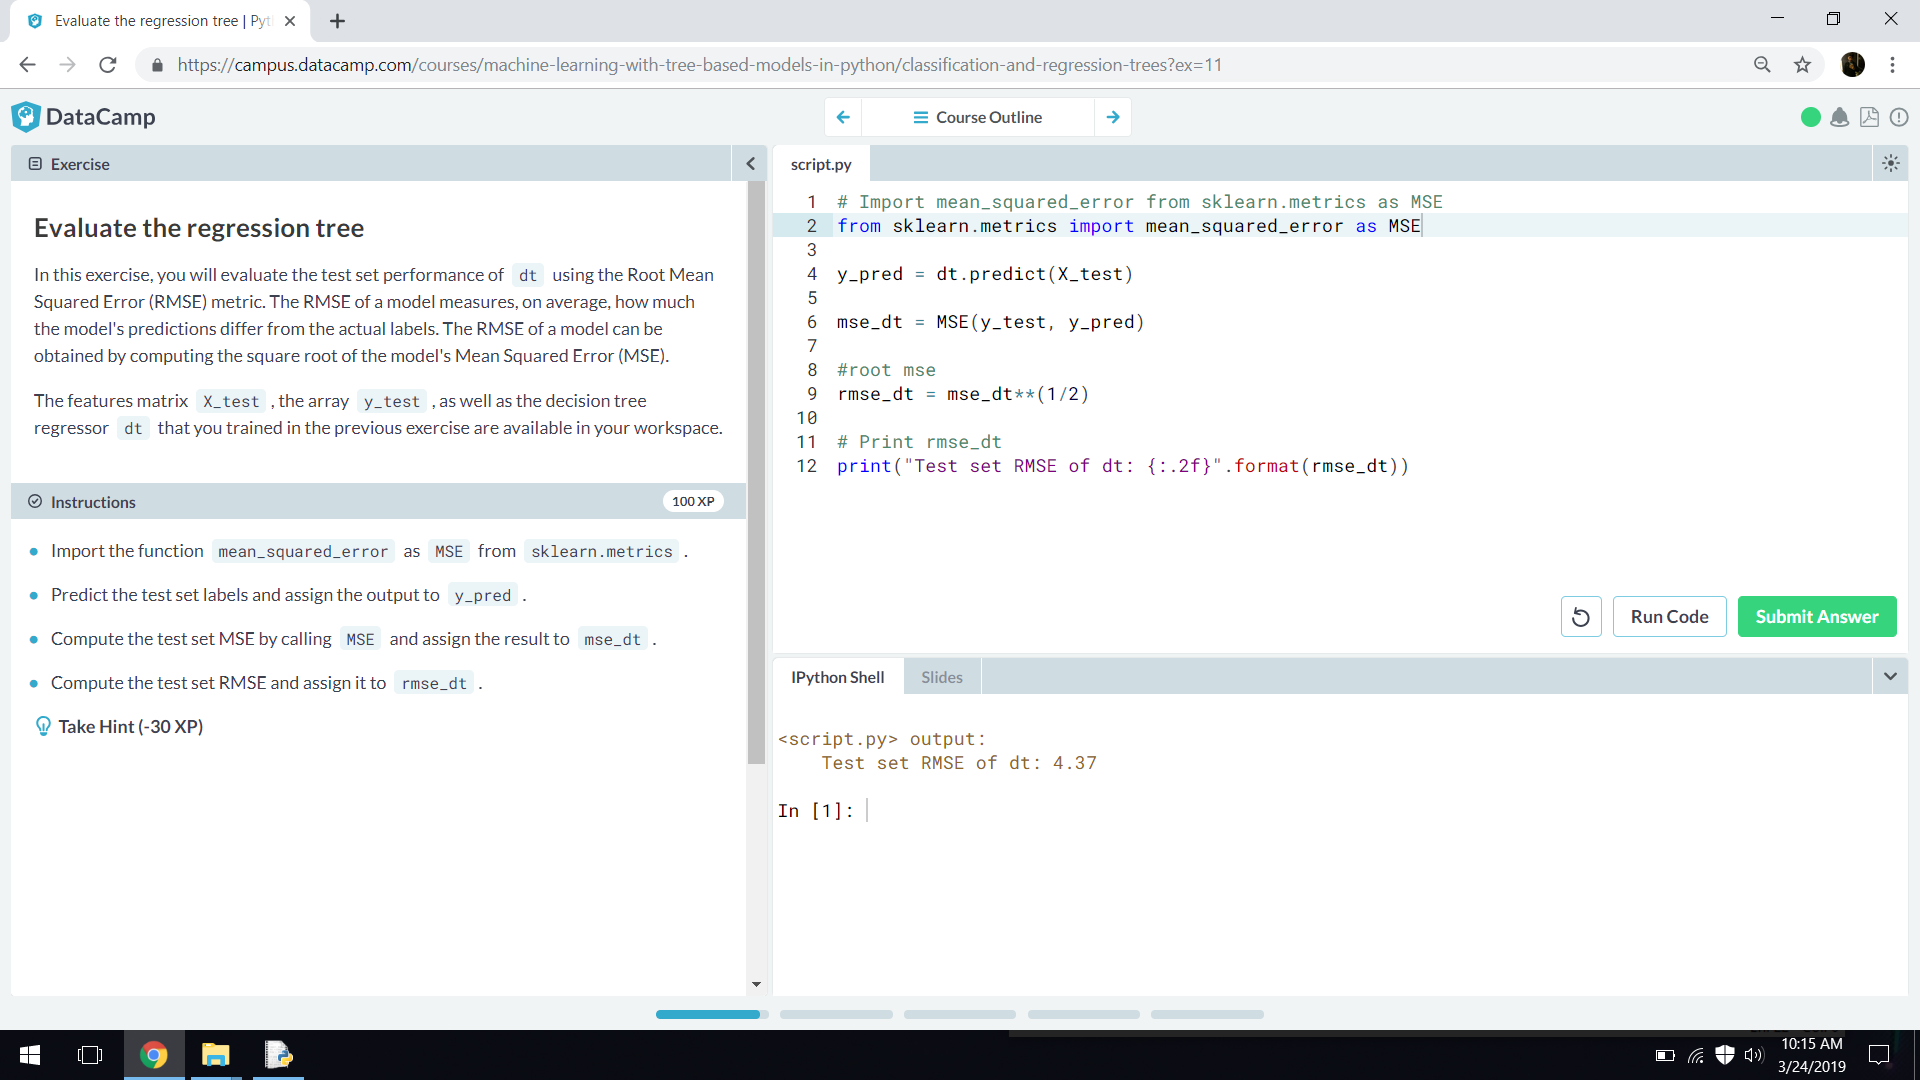 Evaluate the regression tree | Pyt
https://campus.datacamp.com/courses/machine-learning-with-tree-based-models-in-python/classification-and-regression-trees?ex=11
DataCamp
Course Outline
Exercise
Evaluate the regression tree
In this exercise, you will evaluate the test set performance of dt using the Root Mean
Squared Error (RMSE) metric. The RMSE of a model measures, on average, how much
the model's predictions differ from the actual labels. The RMSE of a model can be
obtained by computing the square root of the model's Mean Squared Error (MSE).
The features matrix X_test , the array y_test , as well as the decision tree
regressor dt that you trained in the previous exercise are available in your workspace.
Instructions
100 XP
Import the function mean_squared_error as MSE from sklearn.metrics .
Predict the test set labels and assign the output to y_pred .
Compute the test set MSE by calling MSE and assign the result to mse_dt .
Compute the test set RMSE and assign it to rmse_dt .
Take Hint (-30 XP)
script.py
1 # Import mean_squared_error from sklearn.metrics as MSE
2 from sklearn.metrics import mean_squared_error as MSE
3
4 y_pred = dt.predict(X_test)
5
6 mse_dt = MSE(y_test, y_pred)
7
8 #root mse
9 rmse_dt = mse_dt**(1/2)
10
11 # Print rmse_dt
12 print("Test set RMSE of dt: {:.2f}".format(rmse_dt))
Run Code
Submit Answer
IPython Shell
Slides
<script.py> output:
Test set RMSE of dt: 4.37
In [1]:
10:15 AM
3/24/2019